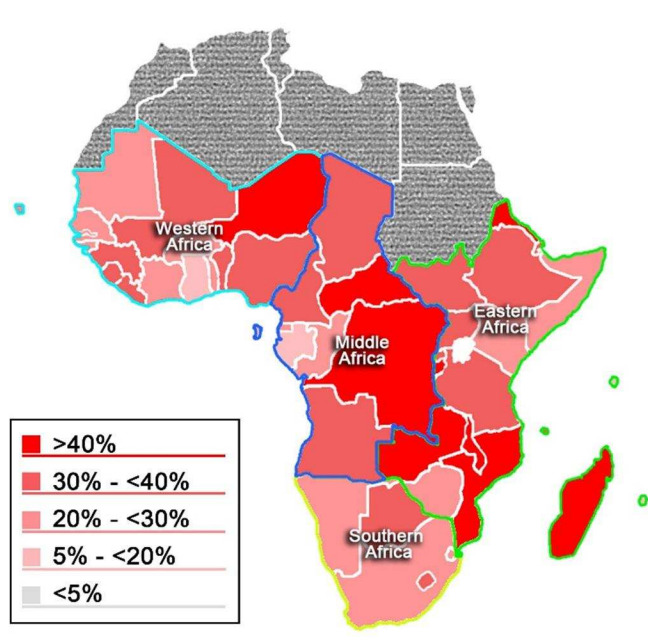 Western
Africa
Eastern
Africa
Middle
Africa
Southern
Africa
>40%
30% - <40%
20% - <30%
5% - <20%
<5%